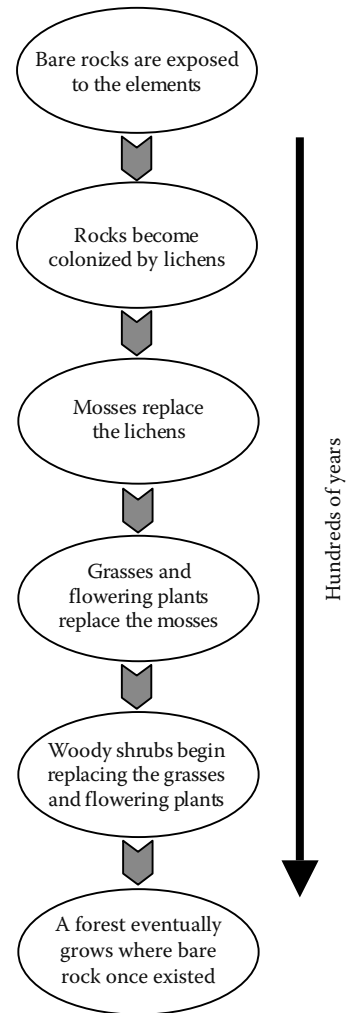 Bare rocks are exposed
to the elements
Rocks become
colonized by lichens
Mosses replace
the lichens
Grasses and
flowering plants
replace the mosses
Woody shrubs begin
replacing the grasses
and flowering plants
A forest eventually
grows where bare
rock once existed
Hundreds of years